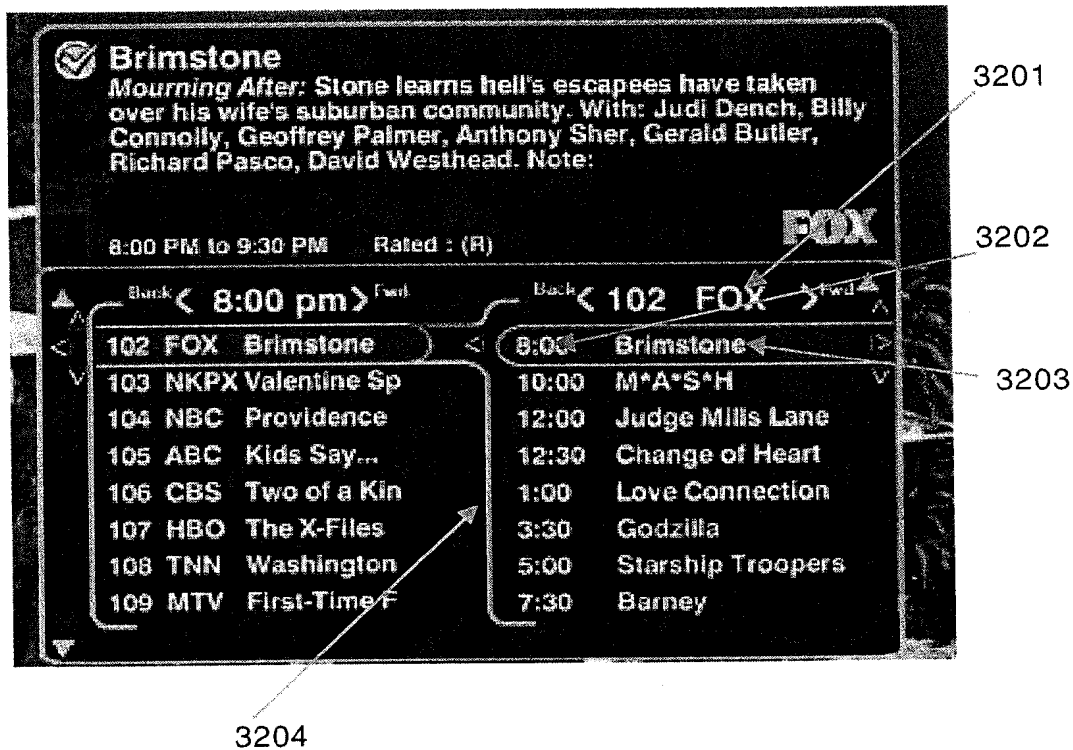 Brimstone
Mourning After: Stone learns hell's escapees have taken
over his wife's suburban community. With: Judi Dench, Billy
Connolly, Geoffrey Palmer, Anthony Sher, Gerald Butler,
Richard Pasco, David Westhead. Note:
FOX
8:00 PM to 9:30 PM Rated : (R)
Back < 8:00 pm > Fwd
Back < 102 FOX > Fwd
102 FOX Brimstone
103 NKPX Valentine Sp
104 NBC Providence
105 ABC Kids Say...
106 CBS Two of a Kin
107 HBO The X-Files
108 TNN Washington
109 MTV First-Time F
8:00 Brimstone
10:00 M*A*S*H
12:00 Judge Mills Lane
12:30 Change of Heart
1:00 Love Connection
3:30 Godzilla
5:00 Starship Troopers
7:30 Barney
3201
3202
3203
3204